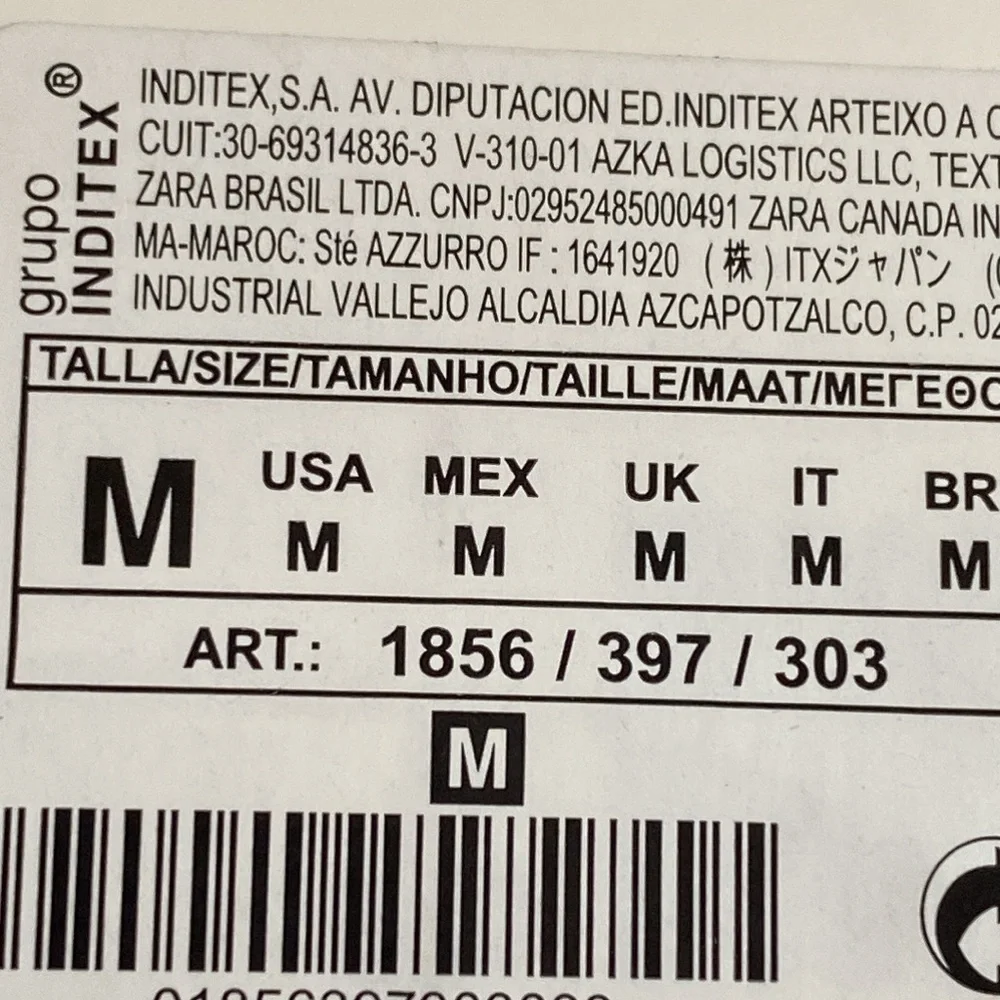 grupo
INDITEX®
INDITEX,S.A. AV. DIPUTACION ED.INDITEX ARTEIXO A
CUIT:30-69314836-3 V-310-01 AZKA LOGISTICS LLC,
ZARA BRASIL LTDA. CNPJ:02952485000491 ZARA CANADA
MA-MAROC: Sté AZZURRO IF : 1641920 (株) ITXジャパン
INDUSTRIAL VALLEJO ALCALDIA AZCAPOTZALCO, C.P.
TALLA/SIZE/TAMANHO/TAILLE/MAAT/
M USA MEX UK IT BR
M M M M M
ART.: 1856 / 397 / 303
M